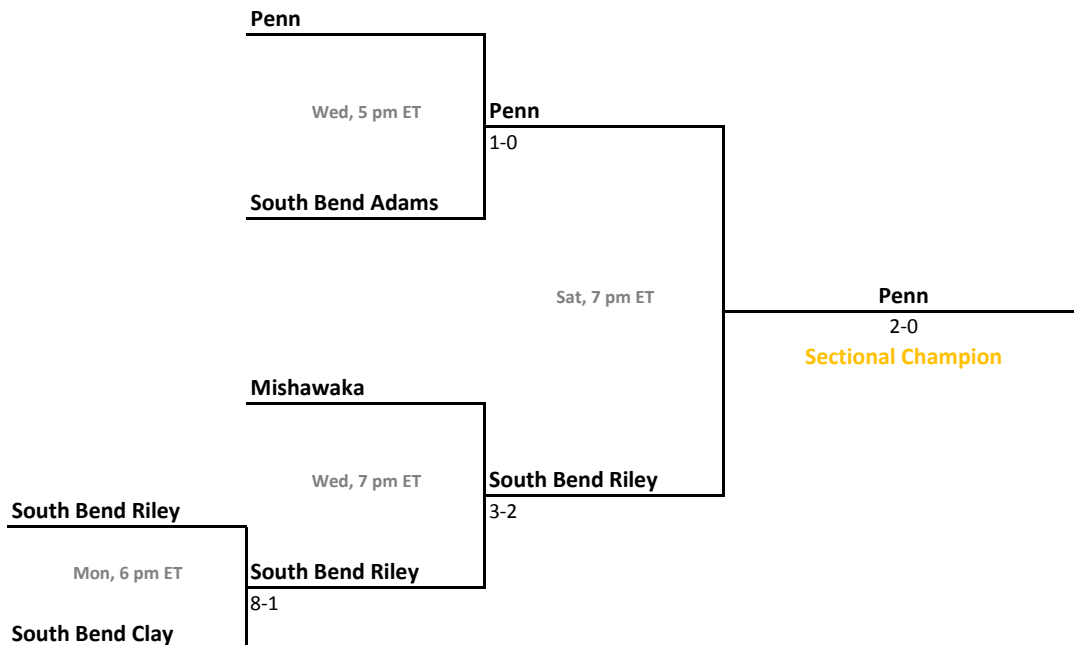 Penn
Wed, 5 pm ET
Penn
1-0
South Bend Adams
Sat, 7 pm ET
Penn
2-0
Sectional Champion
Mishawaka
Wed, 7 pm ET
South Bend Riley
3-2
South Bend Riley
Mon, 6 pm ET
South Bend Riley
8-1
South Bend Clay